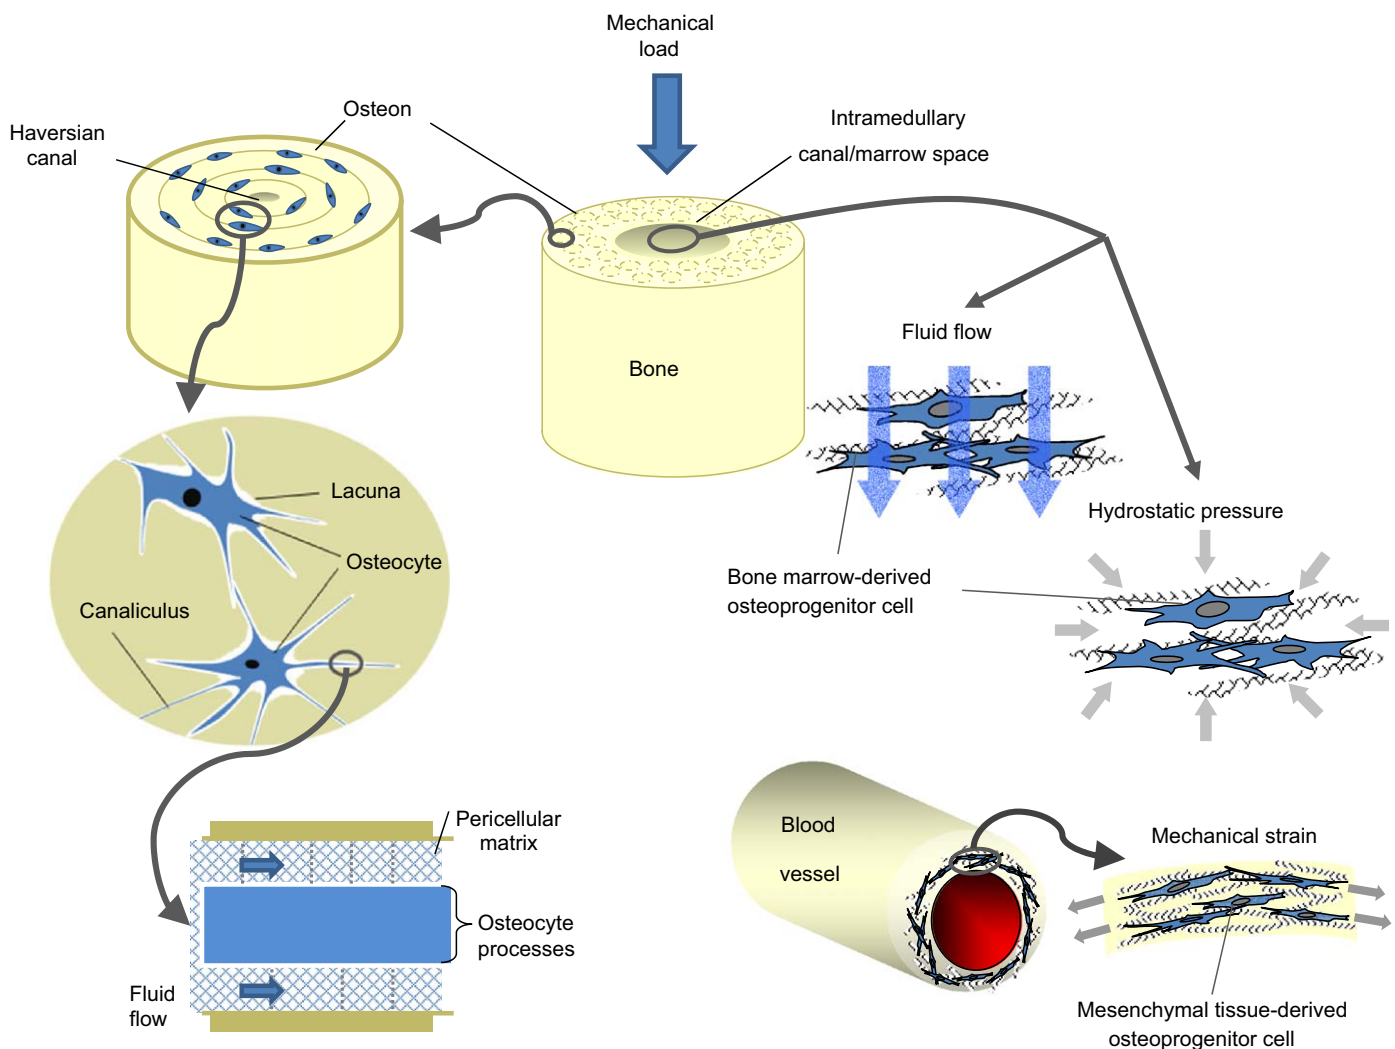 Mechanical
load
Osteon
Haversian
canal
Intramedullary
canal/marrow space
Bone
Fluid flow
Lacuna
Osteocyte
Canaliculus
Hydrostatic pressure
Bone marrow-derived
osteoprogenitor cell
Pericellular
matrix
Osteocyte
processes
Fluid
flow
Blood
vessel
Mechanical strain
Mesenchymal tissue-derived
osteoprogenitor cell